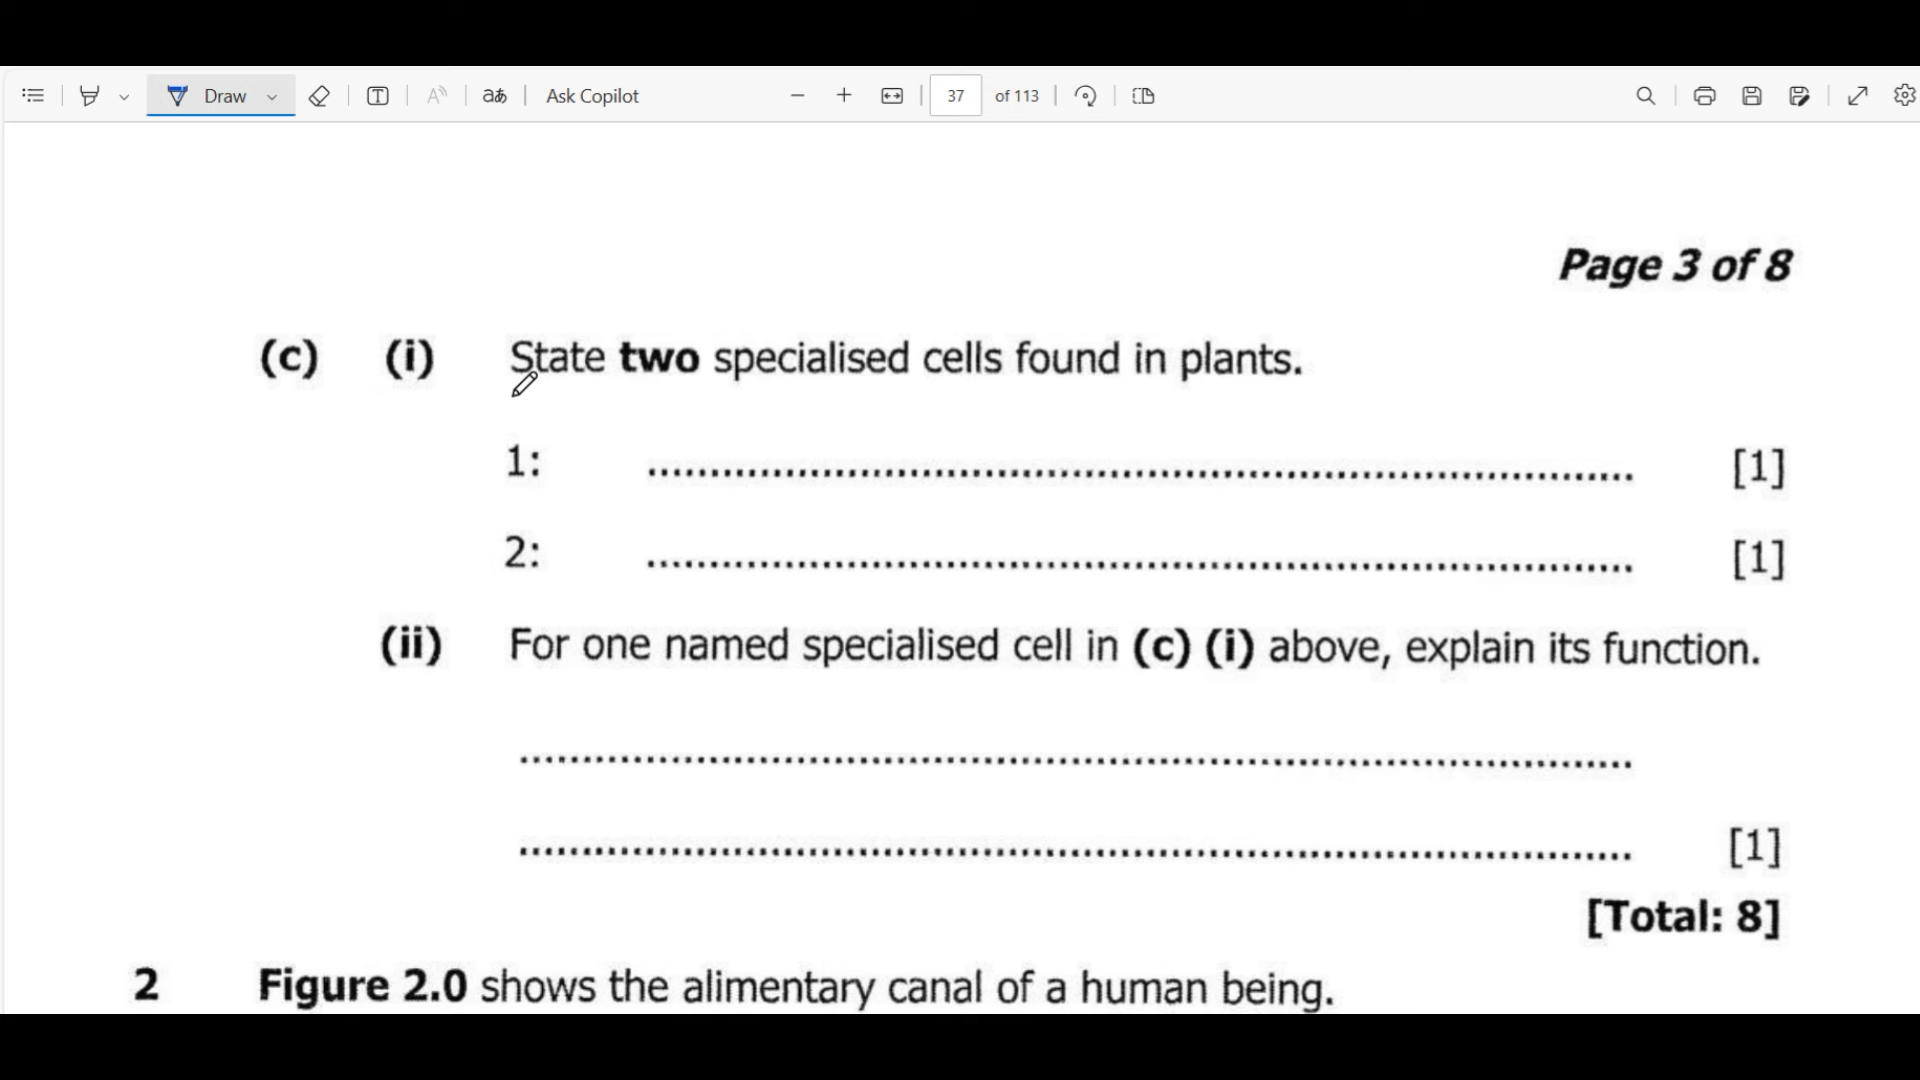 Draw aあ Ask Copilot 37 of 113
Page 3 of 8
(c) (i) State two specialised cells found in plants.
1: ........................................................................ [1]
2: ........................................................................ [1]
(ii) For one named specialised cell in (c) (i) above, explain its function.
........................................................................
........................................................................ [1]
[Total: 8]
2 Figure 2.0 shows the alimentary canal of a human being.